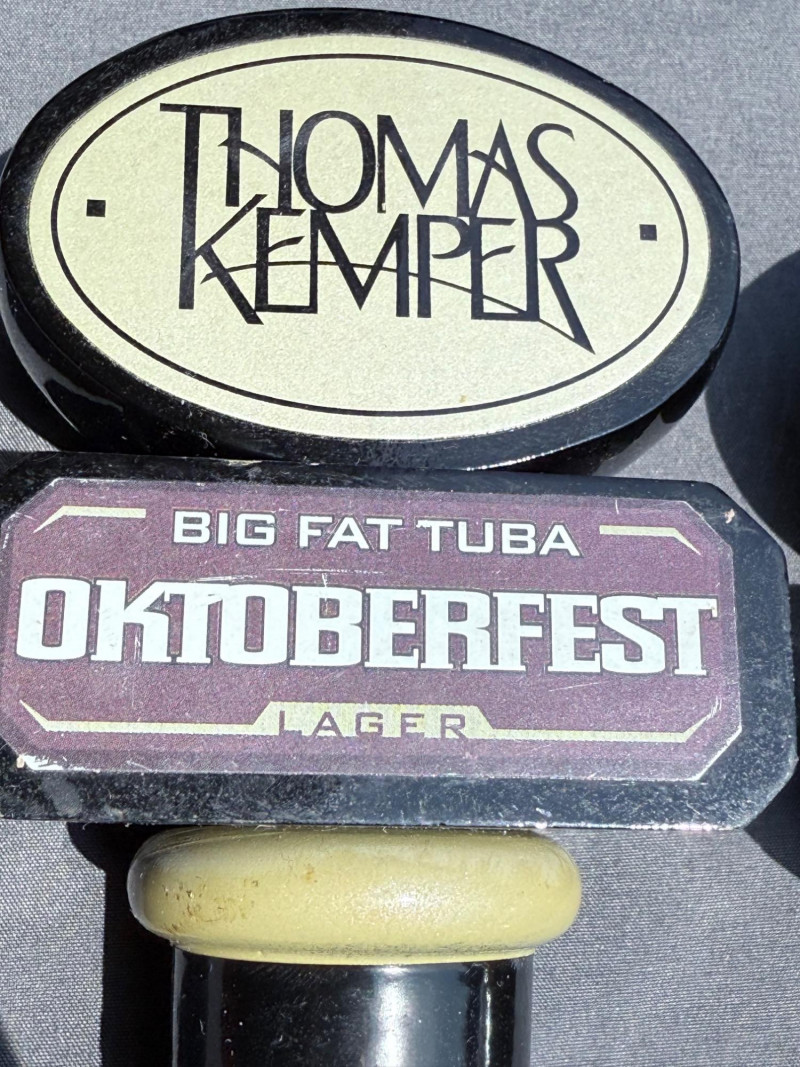 THOMAS
KEMPER
BIG FAT TUBA
OKTOBERFEST
LAGER